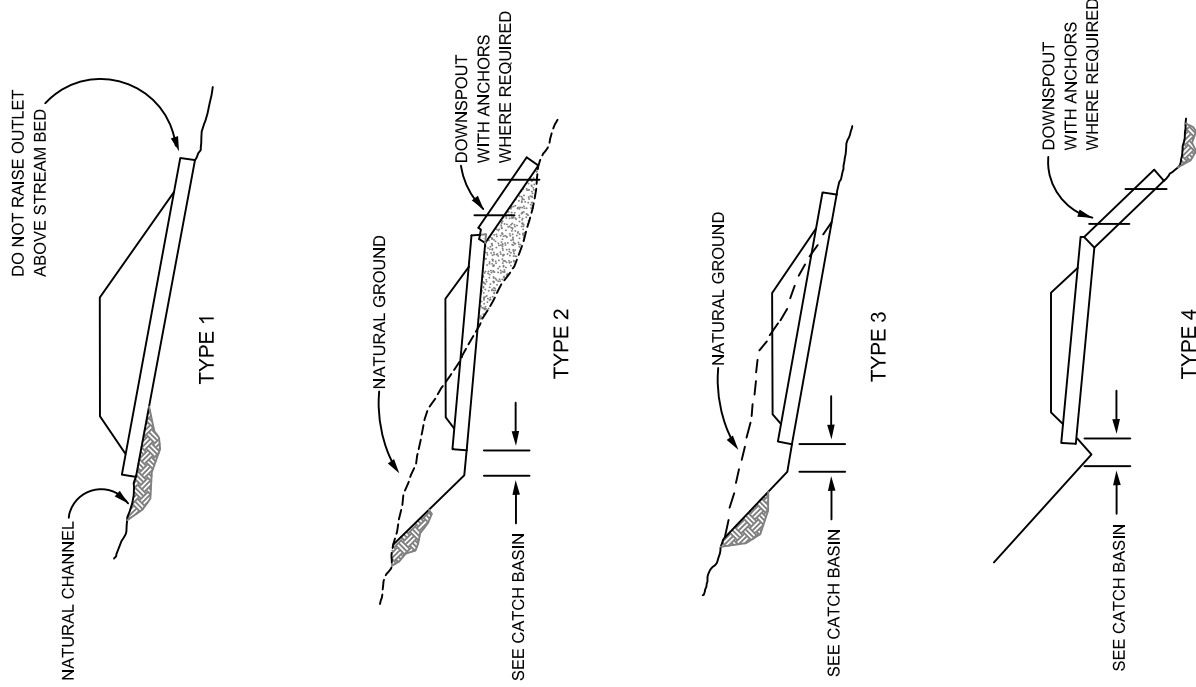 DO NOT RAISE OUTLET
ABOVE STREAM BED
NATURAL CHANNEL
TYPE 1
DOWNSPOUT
WITH ANCHORS
WHERE REQUIRED
NATURAL GROUND
SEE CATCH BASIN
TYPE 2
NATURAL GROUND
SEE CATCH BASIN
TYPE 3
DOWNSPOUT
WITH ANCHORS
WHERE REQUIRED
SEE CATCH BASIN
TYPE 4